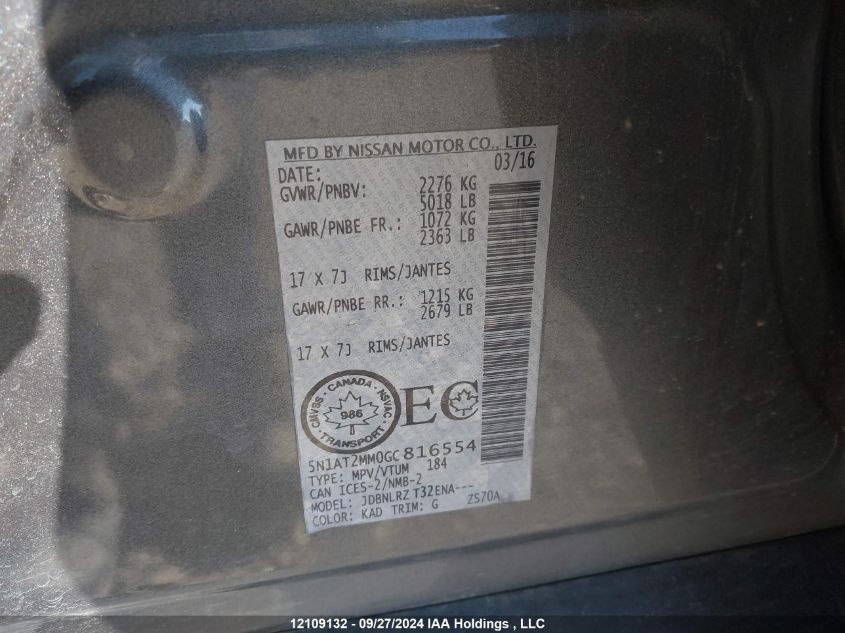 MFD BY NISSAN MOTOR CO., LTD.
DATE: 03/16
GVWR/PNBV: 2276 KG
5018 LB
GAWR/PNBE FR.: 1072 KG
2363 LB
17 X 7J RIMS/JANTES
GAWR/PNBE RR.: 1215 KG
2679 LB
17 X 7J RIMS/JANTES
CMVSS · CANADA · NSVAC
986
TRANSPORT
EC
5N1AT2MM0GC816554
TYPE: MPV/VTUM 184
CAN ICES-2/NMB-2
MODEL: JDBNLRZ T32ENA---
COLOR: KAD TRIM: G ZS70A
12109132 - 09/27/2024 IAA Holdings , LLC